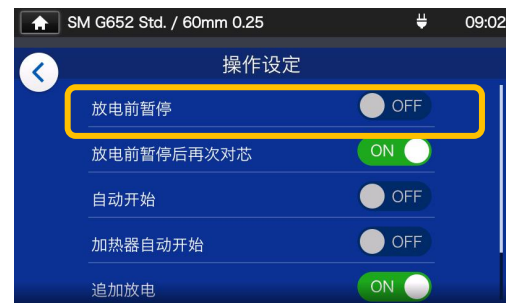 SM G652 Std. / 60mm 0.25 09:02
操作设定
放电前暂停 OFF
放电前暂停后再次对芯 ON
自动开始 OFF
加热器自动开始 OFF
追加放电 ON